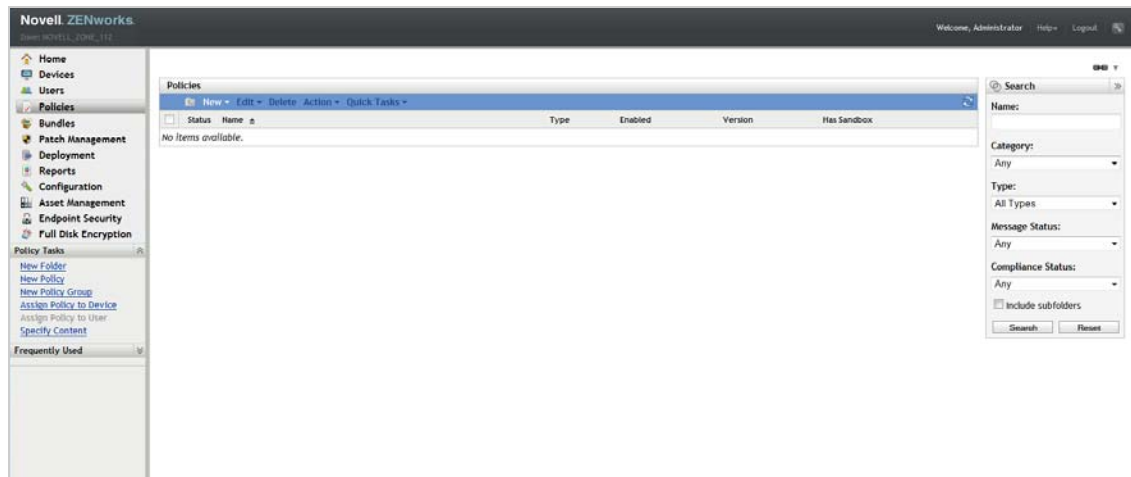 Novell. ZENworks.
Zone: NOVELL_ZONE_112
Welcome, Administrator Help Logout
Home
Devices
Users
Policies
Bundles
Patch Management
Deployment
Reports
Configuration
Asset Management
Endpoint Security
Full Disk Encryption
Policy Tasks
New Folder
New Policy
New Policy Group
Assign Policy to Device
Assign Policy to User
Specify Content
Frequently Used
Policies
New Edit Delete Action Quick Tasks
Status Name Type Enabled Version Has Sandbox
No items available.
Search
Name:
Category:
Any
Type:
All Types
Message Status:
Any
Compliance Status:
Any
Include subfolders
Search Reset